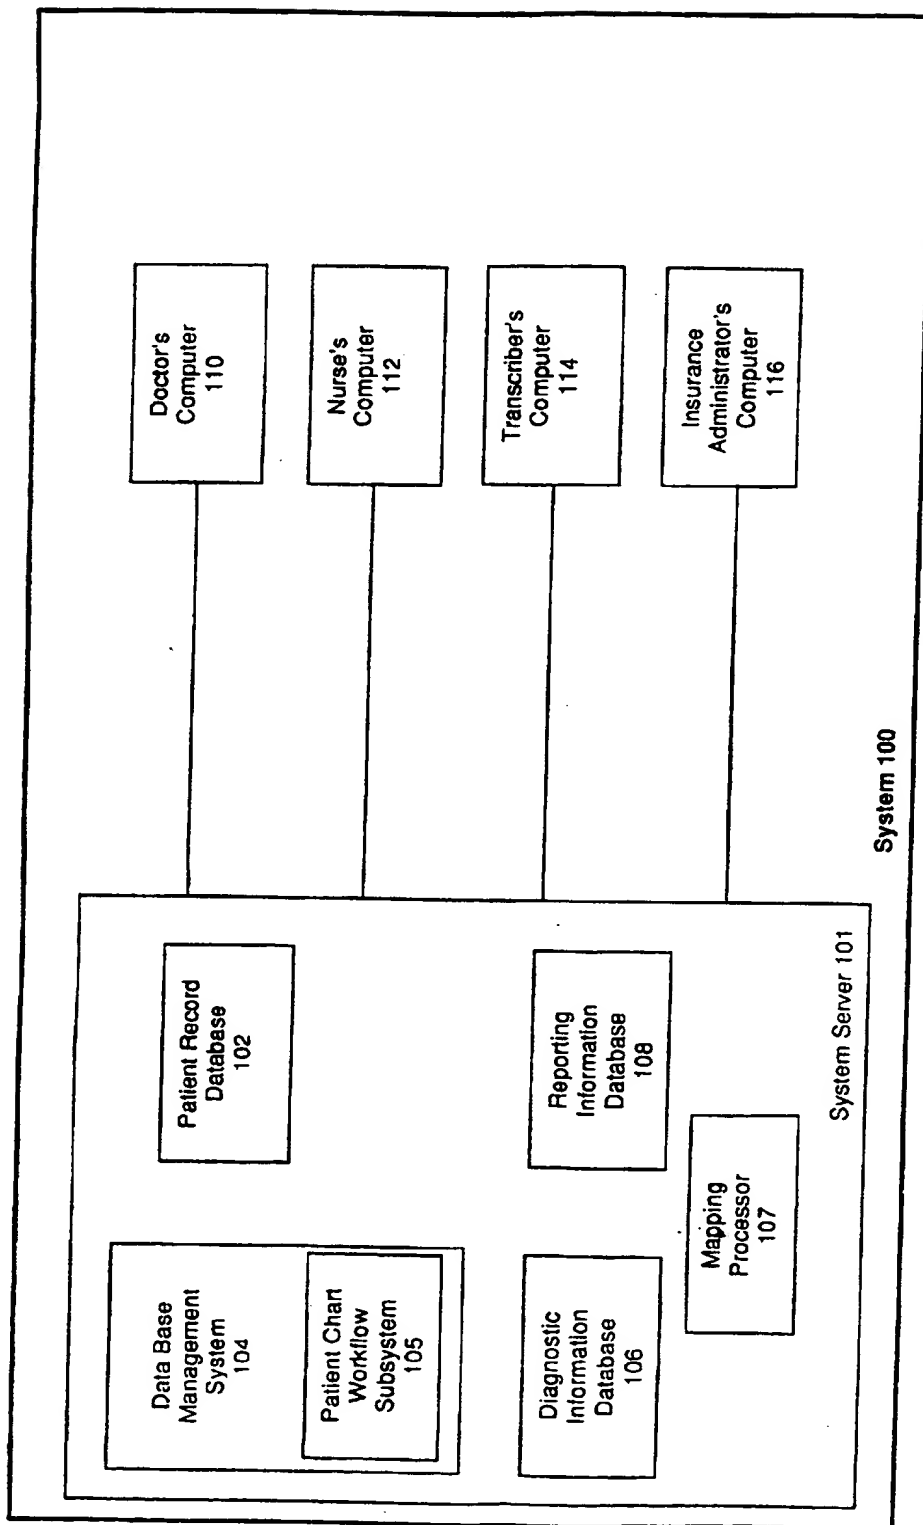 Data Base
Management
System
104
Patient Chart
Workflow
Subsystem
105
Patient Record
Database
102
Diagnostic
Information
Database
106
Reporting
Information
Database
108
Mapping
Processor
107
System Server 101
Doctor's
Computer
110
Nurse's
Computer
112
Transcriber's
Computer
114
Insurance
Administrator's
Computer
116
System 100